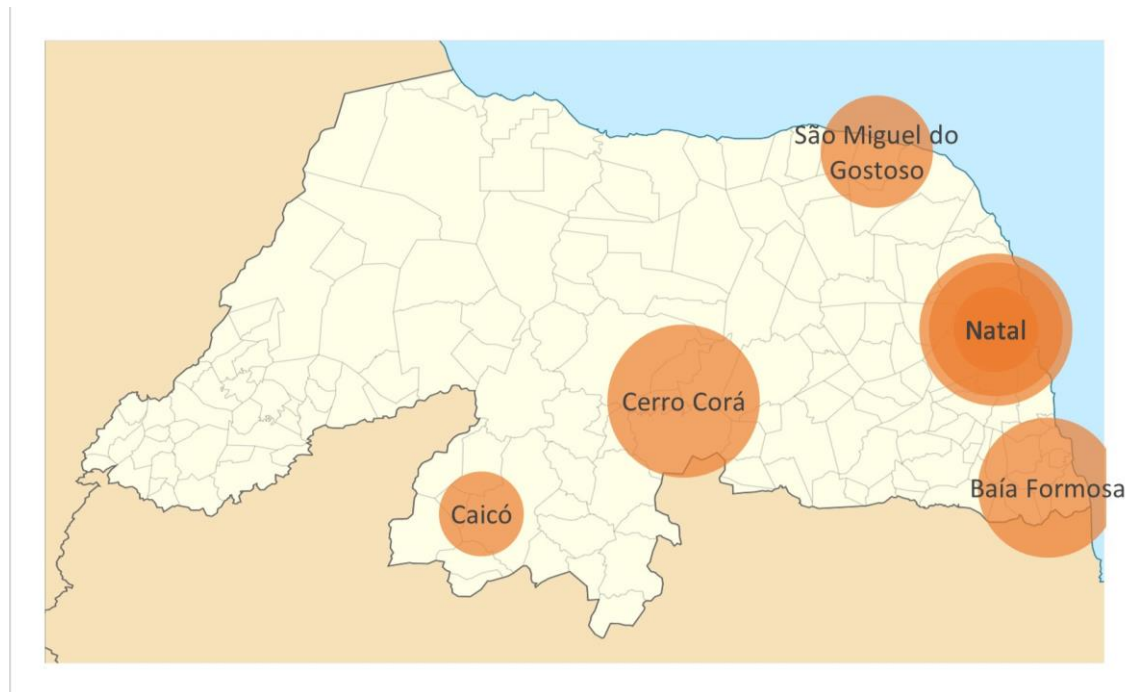 São Miguel do
Gostoso
Natal
Cerro Corá
Baía Formosa
Caicó